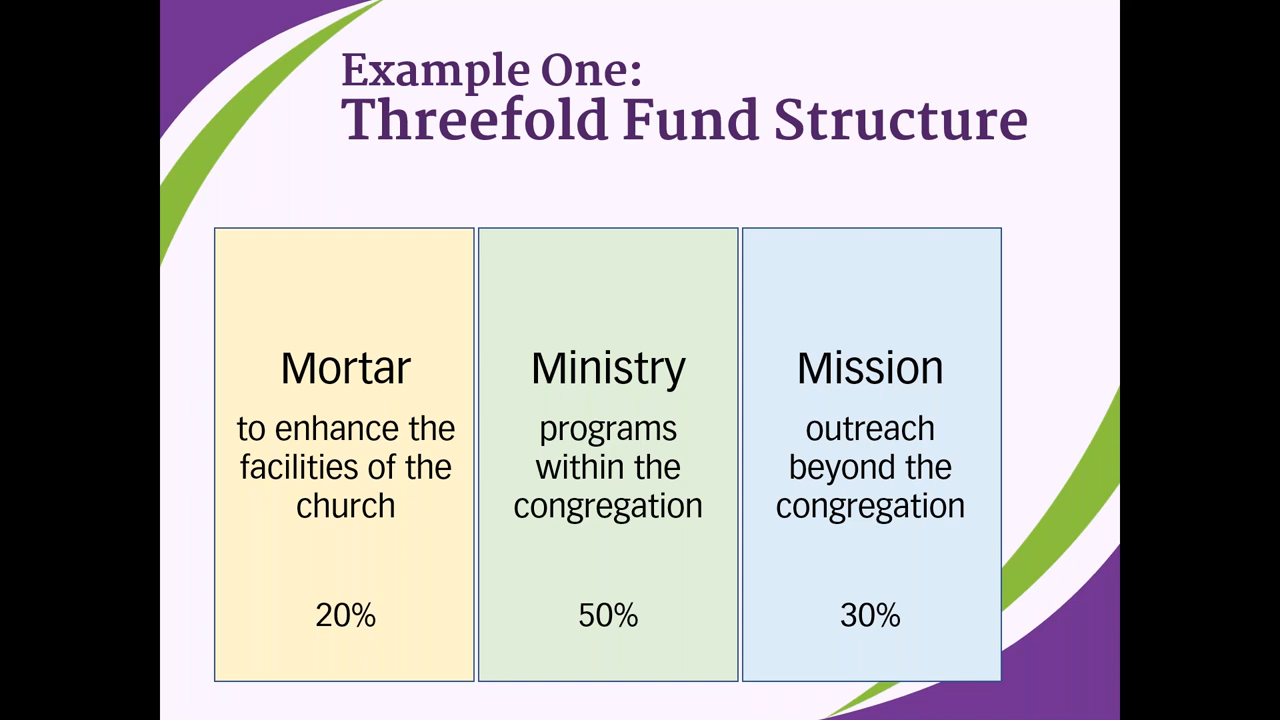 Example One:
Threefold Fund Structure
Mortar
to enhance the
facilities of the
church
20%
Ministry
programs
within the
congregation
50%
Mission
outreach
beyond the
congregation
30%